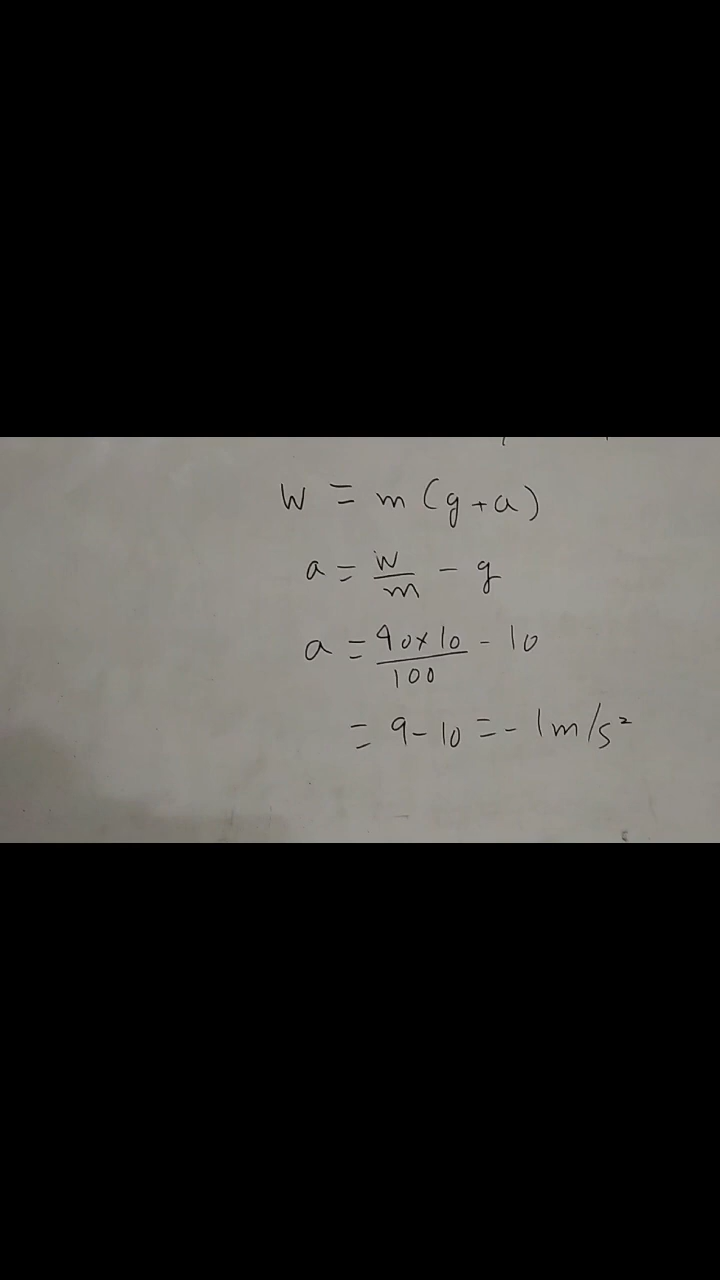 W = m (g + a)
a = W/m - g
a = 90 x 10/100 - 10
= 9 - 10 = - 1 m/s²